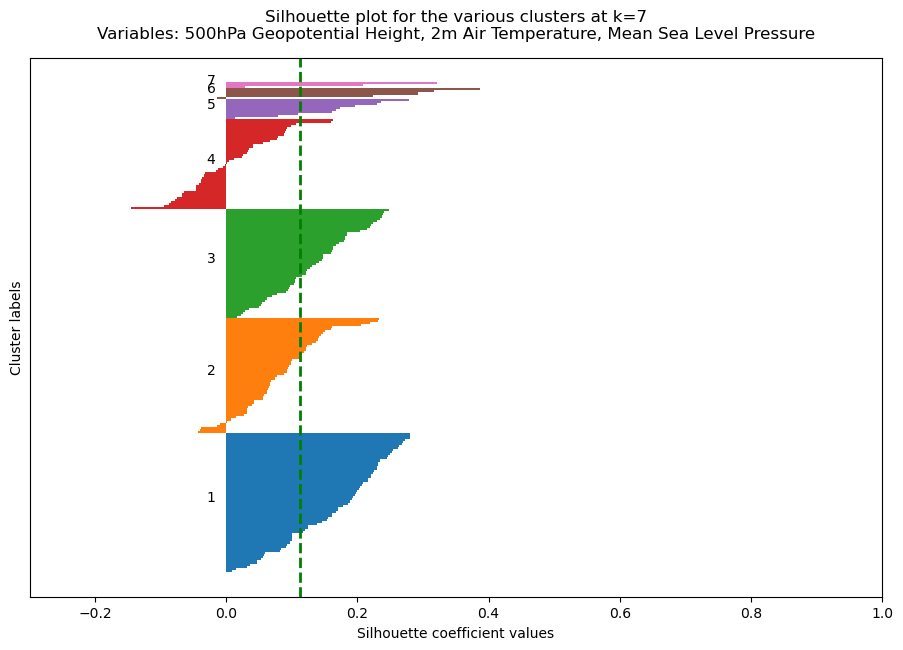 Silhouette plot for the various clusters at k=7
Variables: 500hPa Geopotential Height, 2m Air Temperature, Mean Sea Level Pressure
7
6
5
4
3
2
1
Cluster labels
−0.2 0.0 0.2 0.4 0.6 0.8 1.0
Silhouette coefficient values